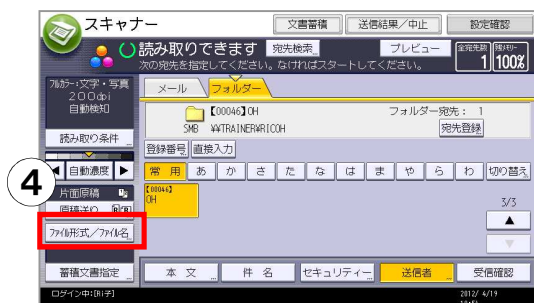 スキャナー
文書蓄積 送信結果/中止 設定確認
読み取りできます 宛先検索 プレビュー 全宛先数 残メモリー
次の宛先を指定してください。なければスタートしてください。 1 100%
フルカラー:文字・写真
200dpi
自動検知
読み取り条件
メール フォルダー
【00046】OH フォルダー宛先: 1
SMB ¥¥TRAINER¥RICOH 宛先登録
登録番号 直接入力
自動濃度
常用 あ か さ た な は ま や ら わ 切り替え
4
片面原稿
原稿送り
【00046】
OH
3/3
ファイル形式/ファイル名
蓄積文書指定 本文 件名 セキュリティー 送信者 受信確認
2012/ 4/19